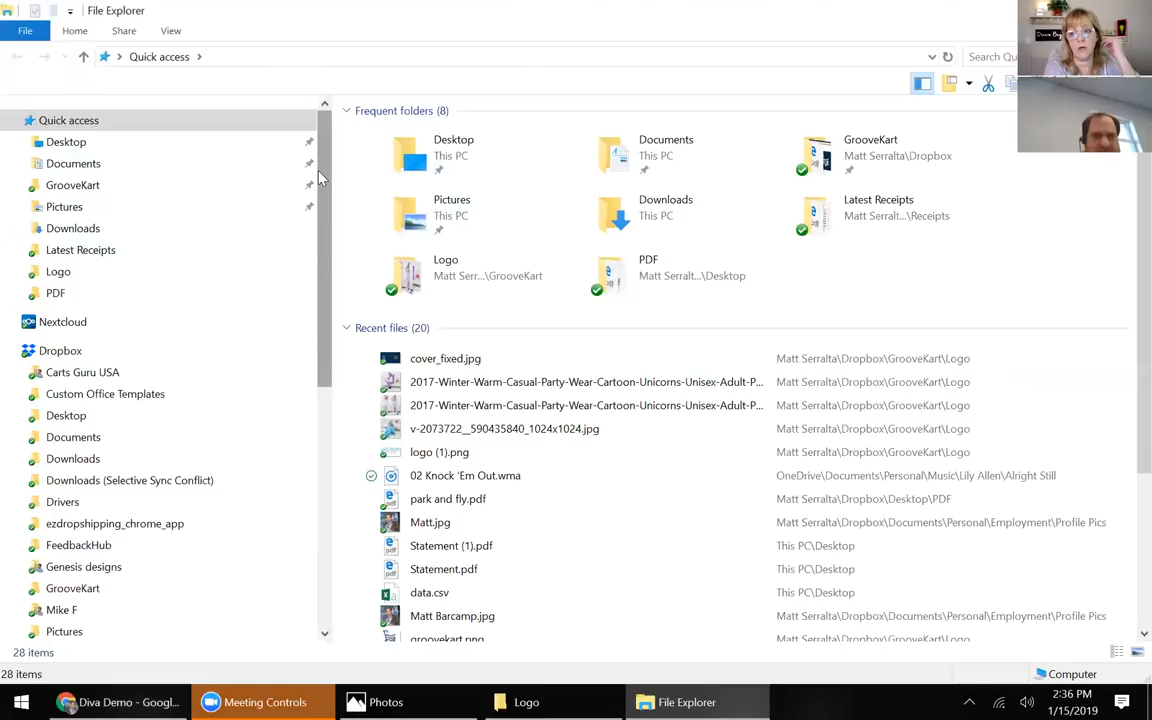 File Explorer
File Home Share View
Quick access
Search Qu
Quick access
Desktop
Documents
GrooveKart
Pictures
Downloads
Latest Receipts
Logo
PDF
Nextcloud
Dropbox
Carts Guru USA
Custom Office Templates
Desktop
Documents
Downloads
Downloads (Selective Sync Conflict)
Drivers
ezdropshipping_chrome_app
FeedbackHub
Genesis designs
GrooveKart
Mike F
Pictures
Frequent folders (8)
Desktop
This PC
Documents
This PC
GrooveKart
Matt Serralta\Dropbox
Pictures
This PC
Downloads
This PC
Latest Receipts
Matt Serralt...\Receipts
Logo
Matt Serr...\GrooveKart
PDF
Matt Serralt...\Desktop
Recent files (20)
cover_fixed.jpg Matt Serralta\Dropbox\GrooveKart\Logo
2017-Winter-Warm-Casual-Party-Wear-Cartoon-Unicorns-Unisex-Adult-P... Matt Serralta\Dropbox\GrooveKart\Logo
2017-Winter-Warm-Casual-Party-Wear-Cartoon-Unicorns-Unisex-Adult-P... Matt Serralta\Dropbox\GrooveKart\Logo
v-2073722__590435840_1024x1024.jpg Matt Serralta\Dropbox\GrooveKart\Logo
logo (1).png Matt Serralta\Dropbox\GrooveKart\Logo
02 Knock 'Em Out.wma OneDrive\Documents\Personal\Music\Lily Allen\Alright Still
park and fly.pdf Matt Serralta\Dropbox\Desktop\PDF
Matt.jpg Matt Serralta\Dropbox\Documents\Personal\Employment\Profile Pics
Statement (1).pdf This PC\Desktop
Statement.pdf This PC\Desktop
data.csv This PC\Desktop
Matt Barcamp.jpg Matt Serralta\Dropbox\Documents\Personal\Employment\Profile Pics
groovekart.png Matt Serralta\Dropbox\GrooveKart\Logo
28 items
28 items
Computer
Diva Demo - Googl... Meeting Controls Photos Logo File Explorer
2:36 PM
1/15/2019